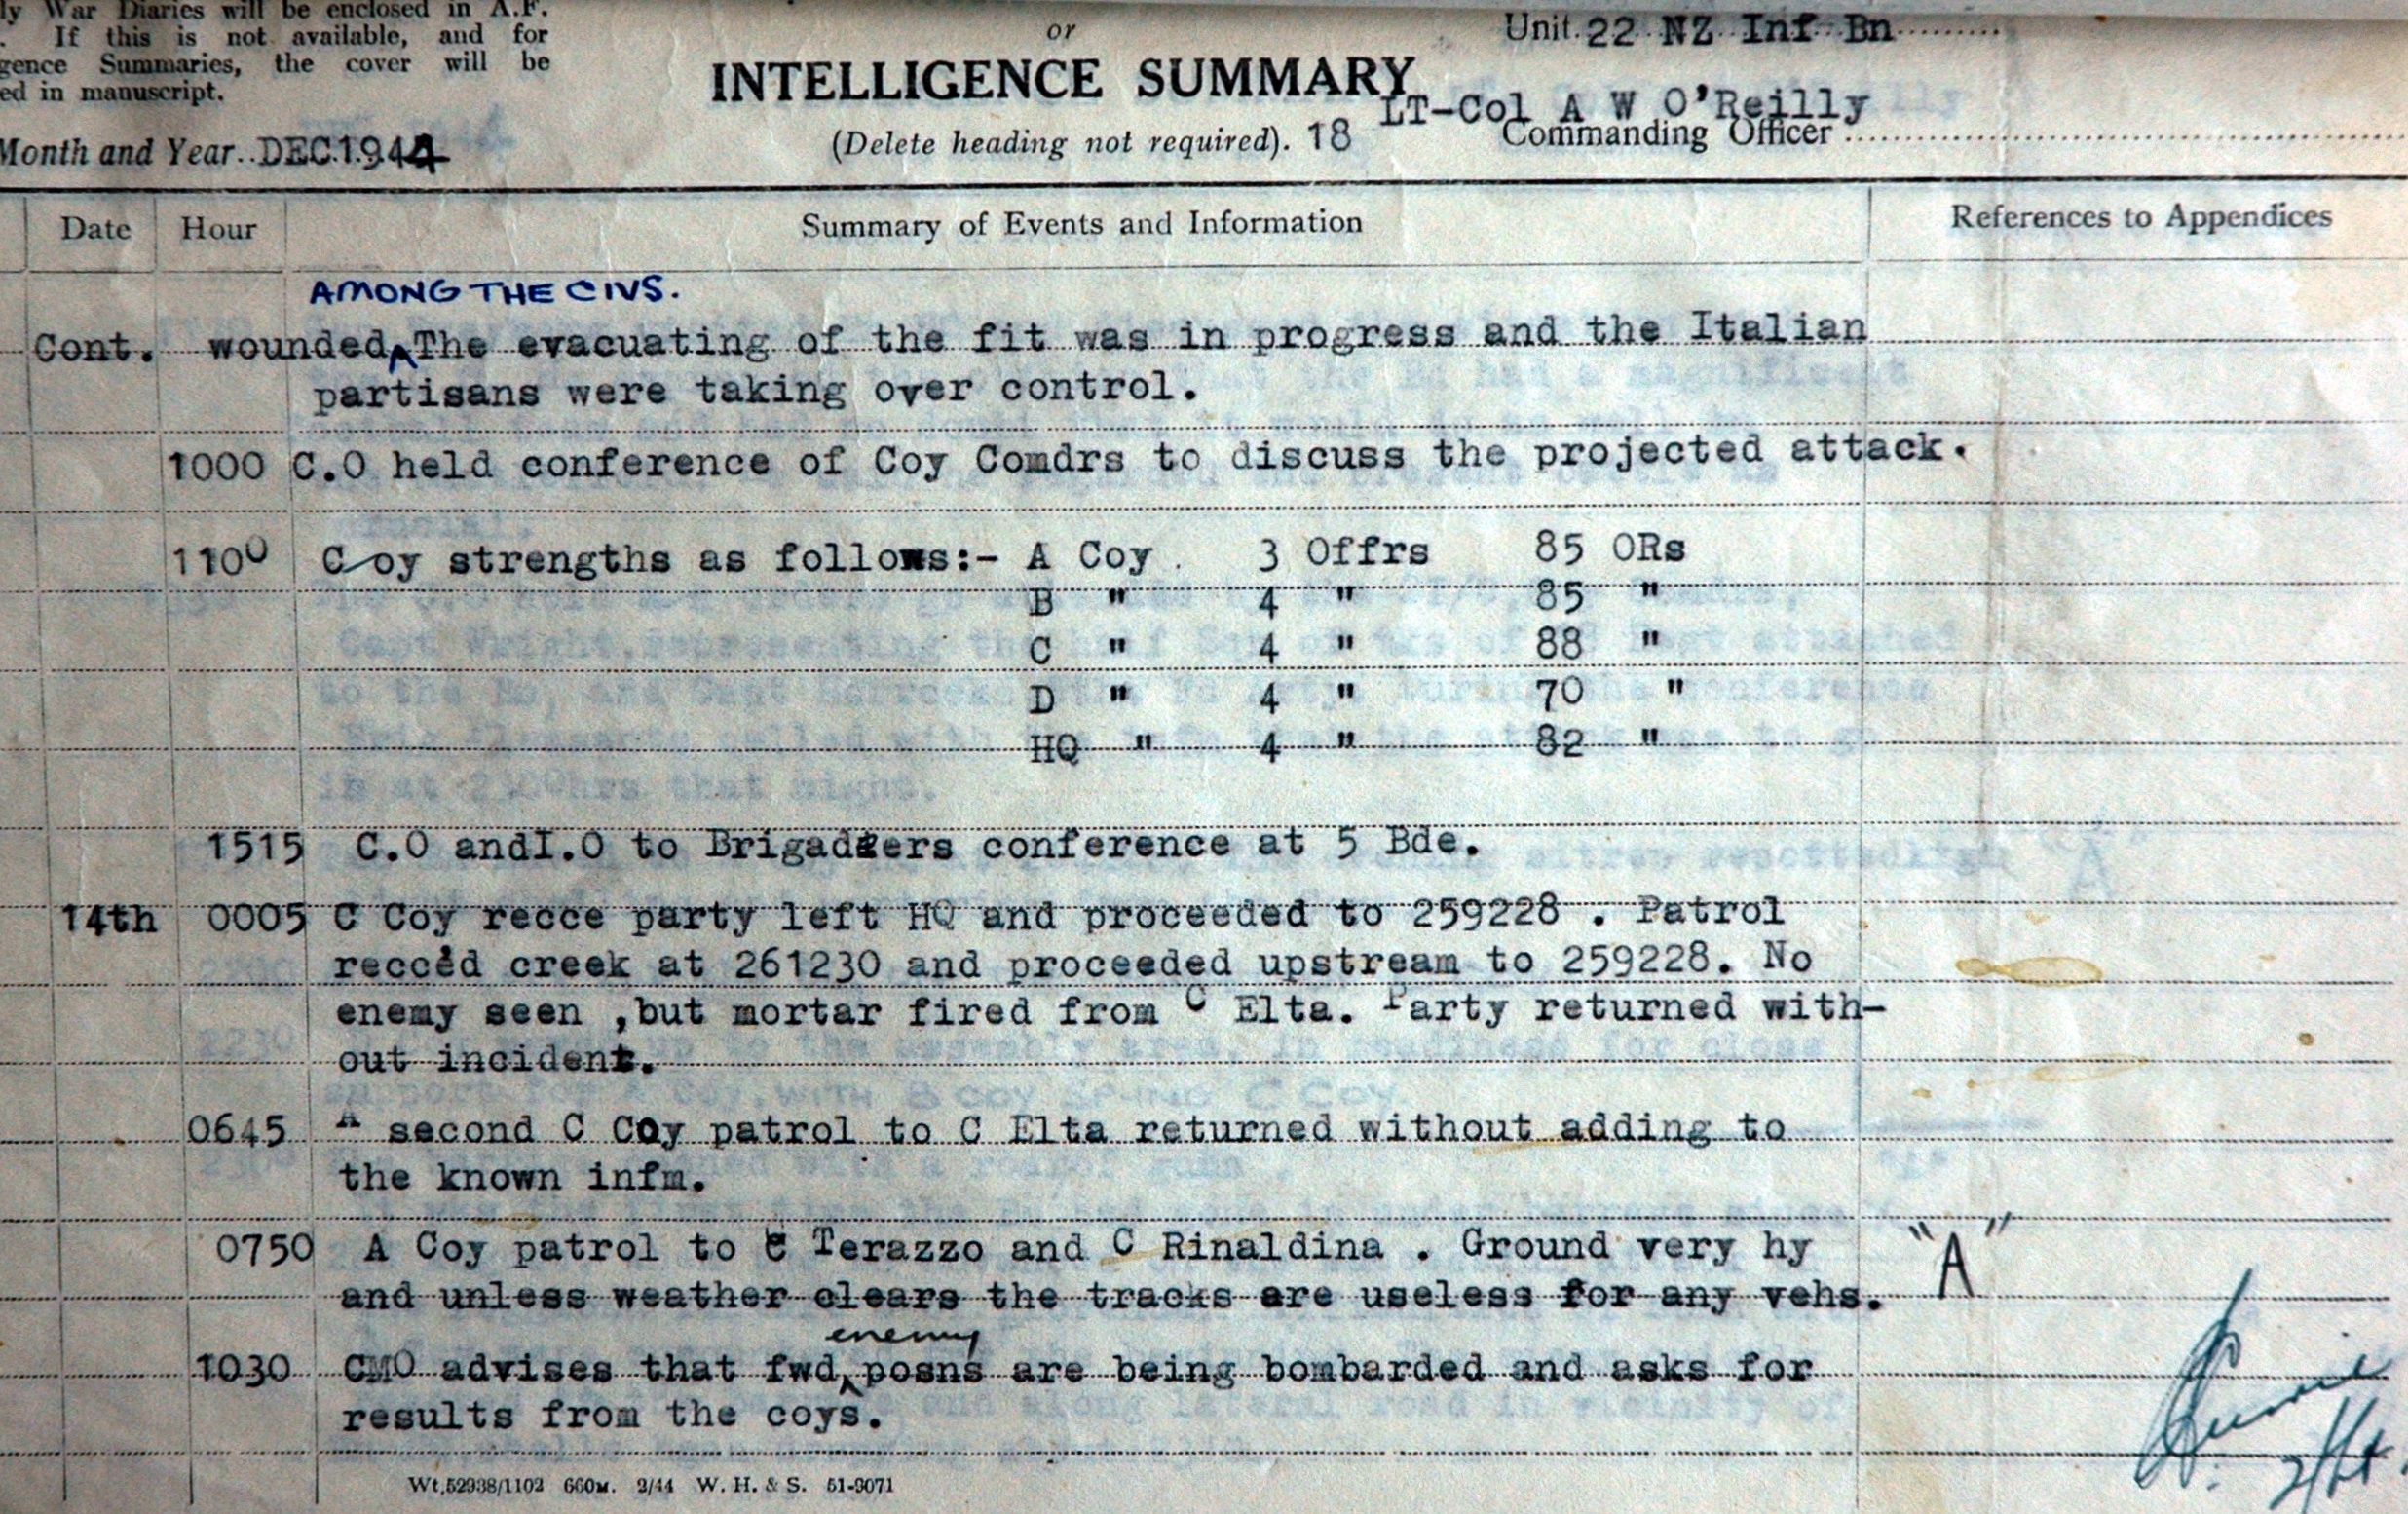 ly War Diaries will be enclosed in A.F.
. If this is not available, and for
gence Summaries, the cover will be
ed in manuscript.
or
INTELLIGENCE SUMMARY
(Delete heading not required). 18
Unit. 22 NZ Inf Bn
LT-Col A W O'Reilly
Commanding Officer
Month and Year.. DEC.1944
Date Hour Summary of Events and Information References to Appendices
AMONG THE CIVS.
Cont. wounded The evacuating of the fit was in progress and the Italian
partisans were taking over control.
1000 C.O held conference of Coy Comdrs to discuss the projected attack.
1100 Coy strengths as follows:- A Coy . 3 Offrs 85 ORs
B " 4 " 85 "
C " 4 " 88 "
D " 4 " 70 "
HQ " 4 " 82 "
1515 C.O andI.O to Brigadiers conference at 5 Bde.
14th 0005 C Coy recce party left HQ and proceeded to 259228 . Patrol
reccéd creek at 261230 and proceeded upstream to 259228. No
enemy seen ,but mortar fired from C Elta. Party returned with-
out incident.
0645 A second C Coy patrol to C Elta returned without adding to
the known infm.
0750 A Coy patrol to C Terazzo and C Rinaldina . Ground very hy "A"
and unless weather clears the tracks are useless for any vehs.
enemy
1030 CMO advises that fwd posns are being bombarded and asks for
results from the coys.
Wt.52938/1102 660M. 2/44 W. H. & S. 51-9071